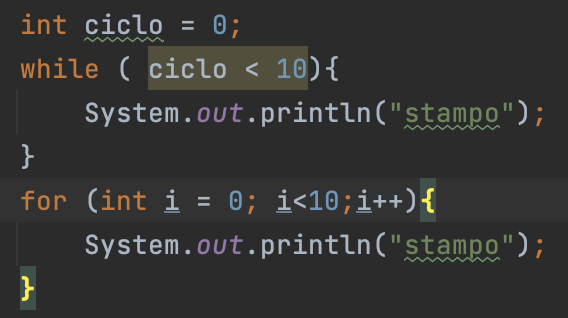 int ciclo = 0;
while ( ciclo < 10){
System.out.println("stampo");
}
for (int i = 0; i<10;i++){
System.out.println("stampo");
}